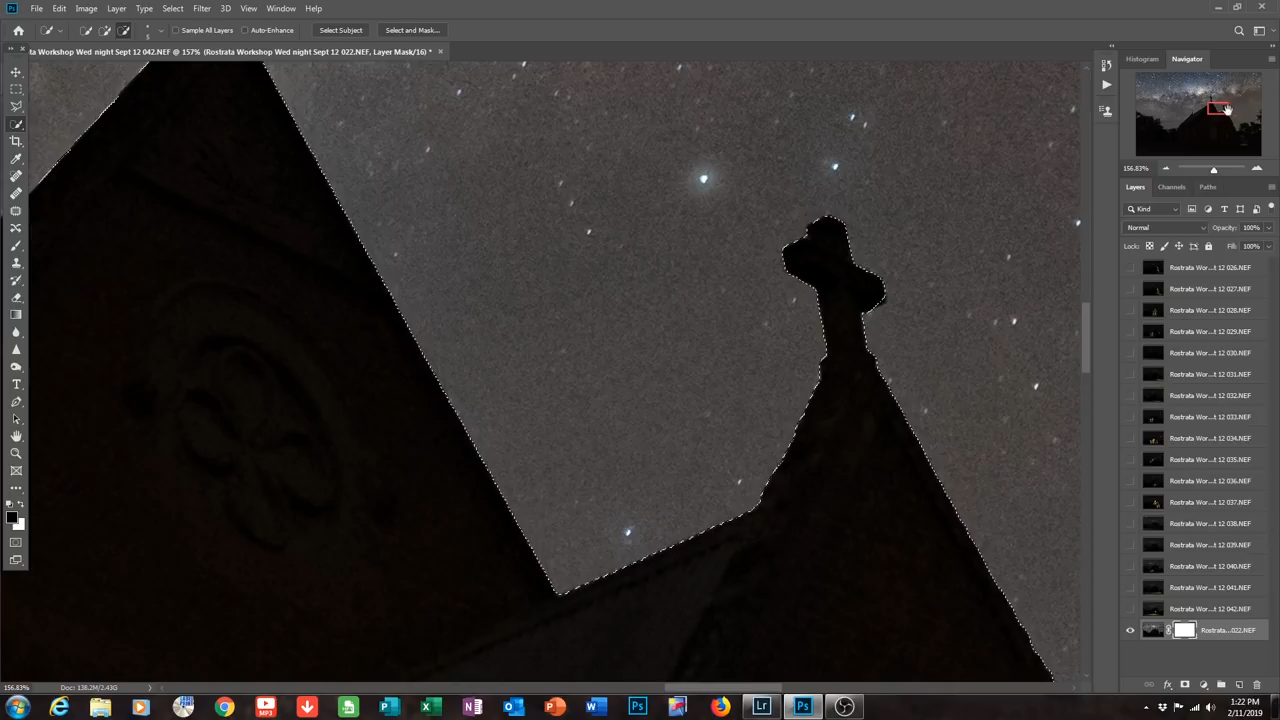 File Edit Image Layer Type Select Filter 3D View Window Help
5 Sample All Layers Auto-Enhance Select Subject Select and Mask...
ta Workshop Wed night Sept 12 042.NEF @ 157% (Rostrata Workshop Wed night Sept 12 022.NEF, Layer Mask/16) *
Histogram Navigator
156.83%
Layers Channels Paths
Kind
Normal Opacity: 100%
Lock: Fill: 100%
Rostrata Wor...t 12 026.NEF
Rostrata Wor...t 12 027.NEF
Rostrata Wor...t 12 028.NEF
Rostrata Wor...t 12 029.NEF
Rostrata Wor...t 12 030.NEF
Rostrata Wor...t 12 031.NEF
Rostrata Wor...t 12 032.NEF
Rostrata Wor...t 12 033.NEF
Rostrata Wor...t 12 034.NEF
Rostrata Wor...t 12 035.NEF
Rostrata Wor...t 12 036.NEF
Rostrata Wor...t 12 037.NEF
Rostrata Wor...t 12 038.NEF
Rostrata Wor...t 12 039.NEF
Rostrata Wor...t 12 040.NEF
Rostrata Wor...t 12 041.NEF
Rostrata Wor...t 12 042.NEF
Rostrata...022.NEF
156.83% Doc: 138.2M/2.43G
1:22 PM
2/11/2019